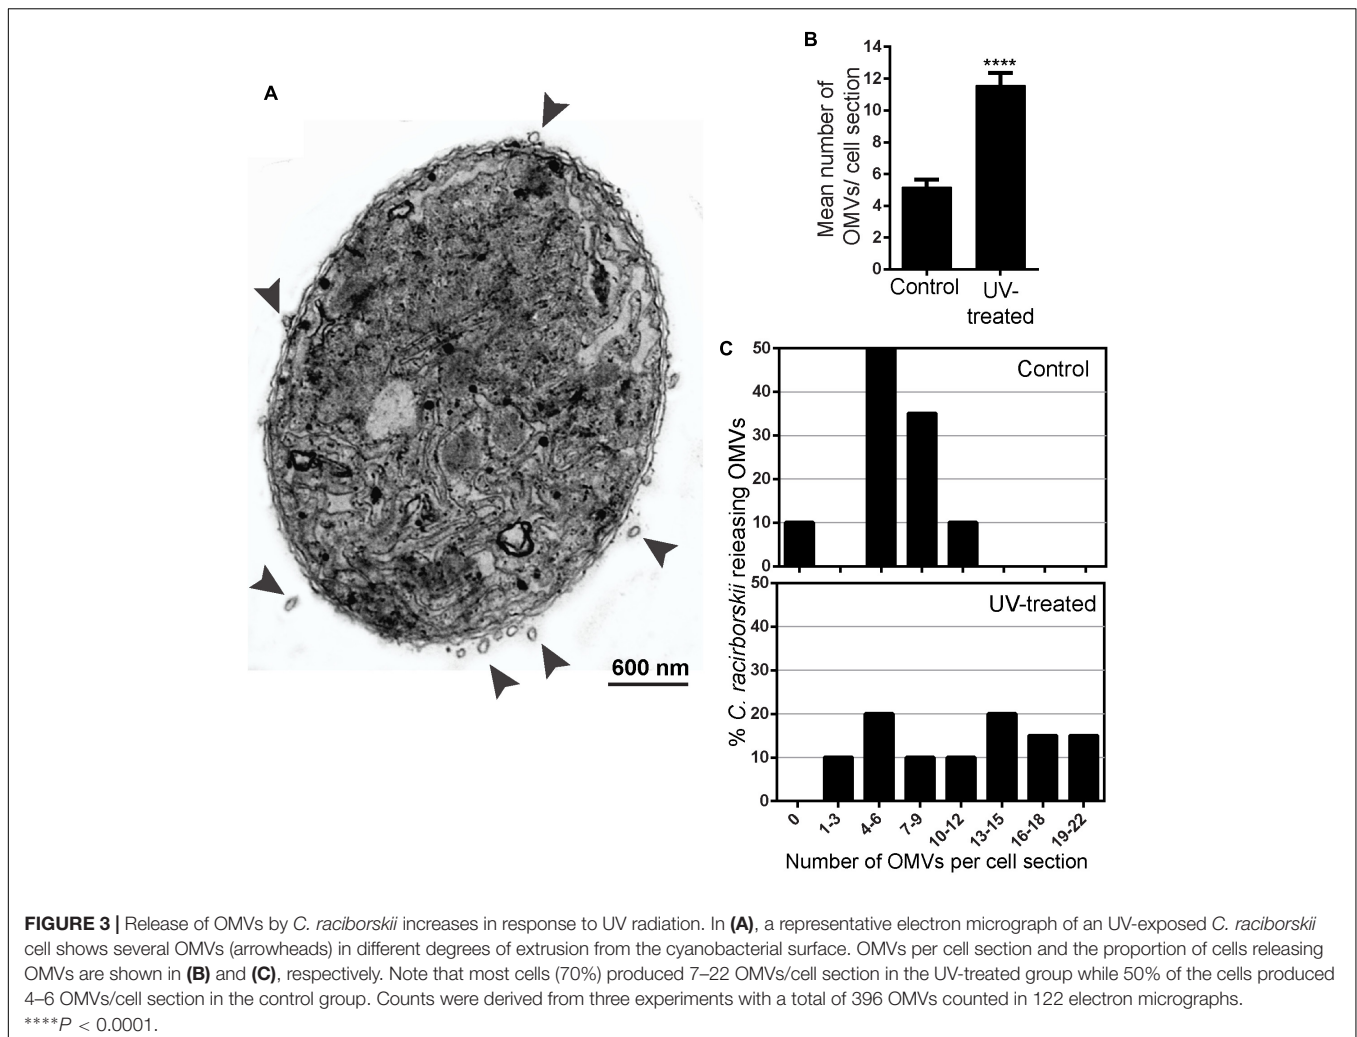 A
600 nm
B
Mean number of
OMVs/ cell section
14
12
10
8
6
4
2
0
****
Control
UV-
treated
C
% C. racirborskii reieasing OMVs
50
40
30
20
10
0
Control
50
40
30
20
10
0
UV-treated
0
1-3
4-6
7-9
10-12
13-15
16-18
19-22
Number of OMVs per cell section
FIGURE 3 | Release of OMVs by C. raciborskii increases in response to UV radiation. In (A), a representative electron micrograph of an UV-exposed C. raciborskii
cell shows several OMVs (arrowheads) in different degrees of extrusion from the cyanobacterial surface. OMVs per cell section and the proportion of cells releasing
OMVs are shown in (B) and (C), respectively. Note that most cells (70%) produced 7–22 OMVs/cell section in the UV-treated group while 50% of the cells produced
4–6 OMVs/cell section in the control group. Counts were derived from three experiments with a total of 396 OMVs counted in 122 electron micrographs.
****P < 0.0001.